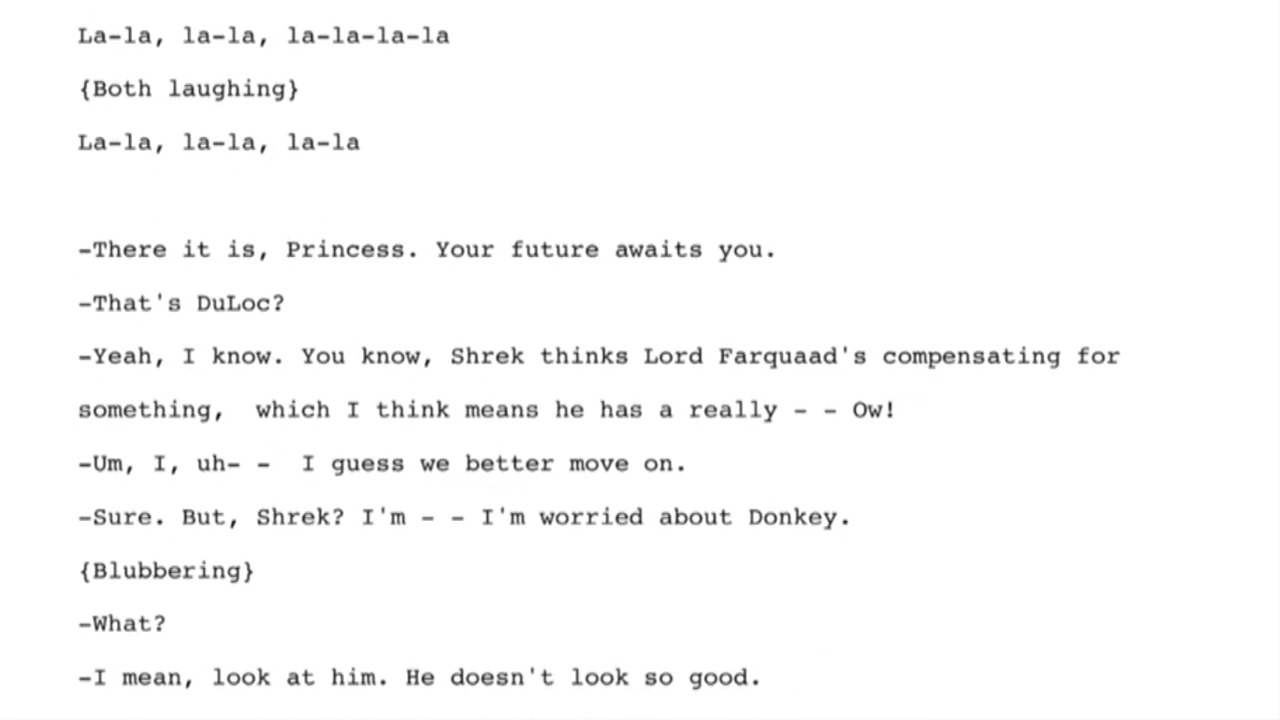 La-la, la-la, la-la-la-la
{Both laughing}
La-la, la-la, la-la
-There it is, Princess. Your future awaits you.
-That's DuLoc?
-Yeah, I know. You know, Shrek thinks Lord Farquaad's compensating for
something,  which I think means he has a really - - Ow!
-Um, I, uh- -  I guess we better move on.
-Sure. But, Shrek? I'm - - I'm worried about Donkey.
{Blubbering}
-What?
-I mean, look at him. He doesn't look so good.